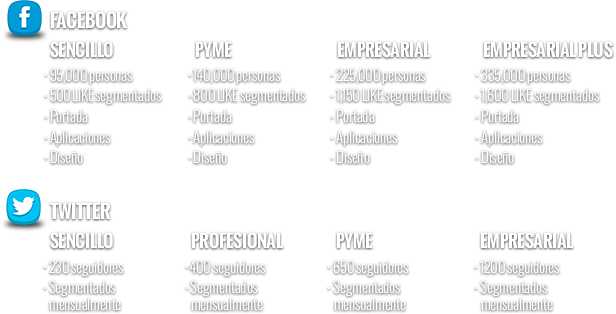 FACEBOOK
SENCILLO PYME EMPRESARIAL EMPRESARIAL PLUS
· 95,000 personas · 140,000 personas · 225,000 personas · 335,000 personas
· 500 LIKE segmentados · 800 LIKE segmentados · 1,150 LIKE segmentados · 1,600 LIKE segmentados
· Portada · Portada · Portada · Portada
· Aplicaciones · Aplicaciones · Aplicaciones · Aplicaciones
· Diseño · Diseño · Diseño · Diseño
TWITTER
SENCILLO PROFESIONAL PYME EMPRESARIAL
· 230 seguidores · 400 seguidores · 650 seguidores · 1200 seguidores
· Segmentados · Segmentados · Segmentados · Segmentados
mensualmente mensualmente mensualmente mensualmente